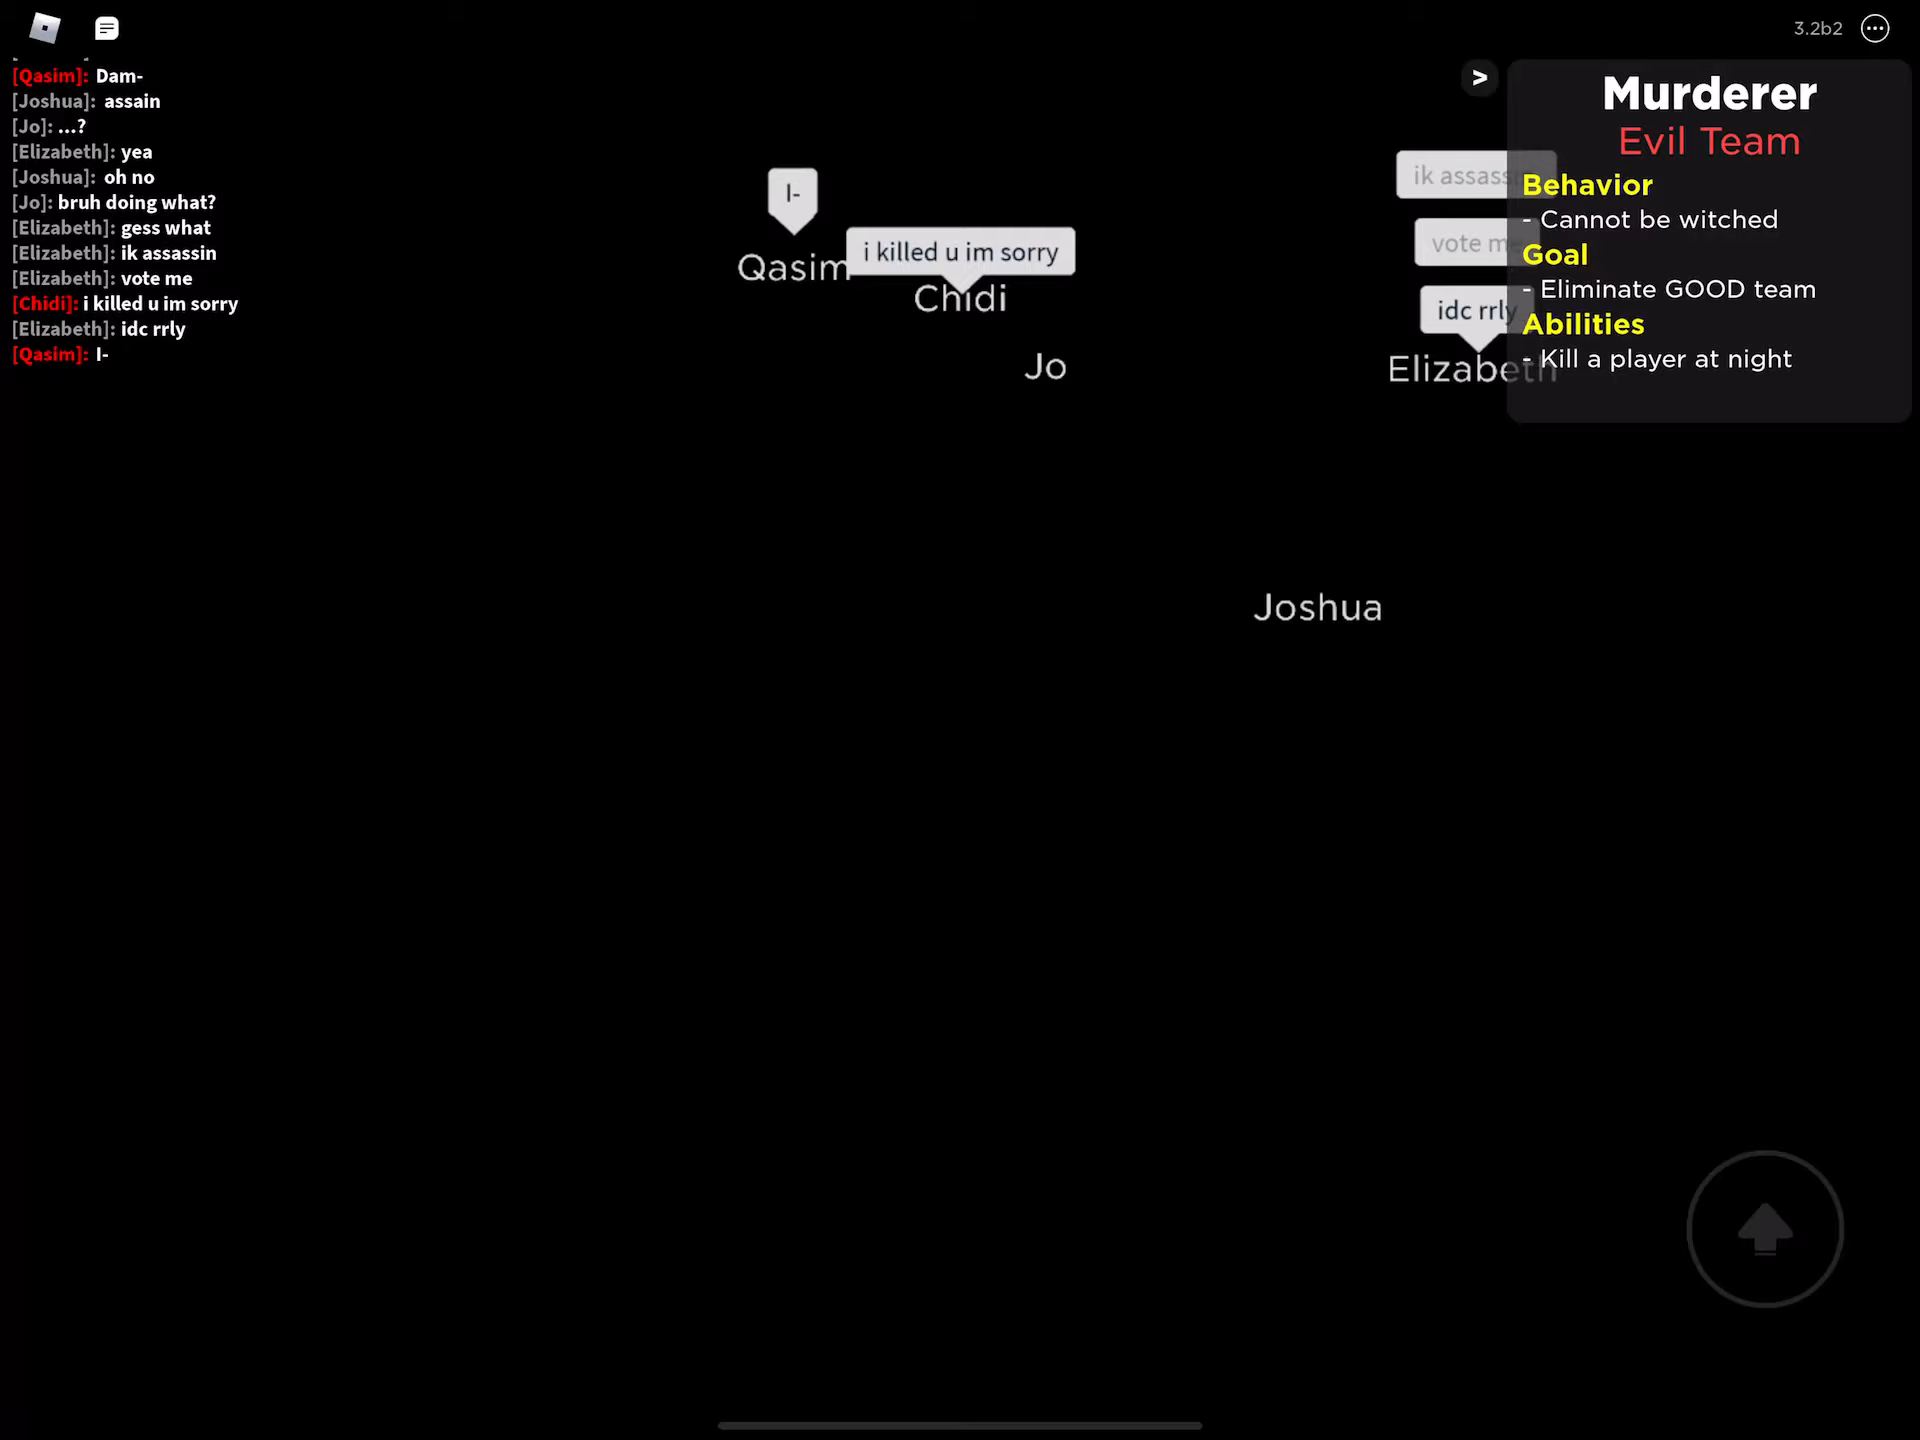 3.2b2
[Qasim]: Dam-
[Joshua]: assain
[Jo]: ...?
[Elizabeth]: yea
[Joshua]: oh no
[Jo]: bruh doing what?
[Elizabeth]: gess what
[Elizabeth]: ik assassin
[Elizabeth]: vote me
[Chidi]: i killed u im sorry
[Elizabeth]: idc rrly
[Qasim]: I-
I-
Qasim
i killed u im sorry
Chidi
Jo
ik assassin
vote me
idc rrly
Elizabeth
Joshua
>
Murderer
Evil Team
Behavior
- Cannot be witched
Goal
- Eliminate GOOD team
Abilities
- Kill a player at night